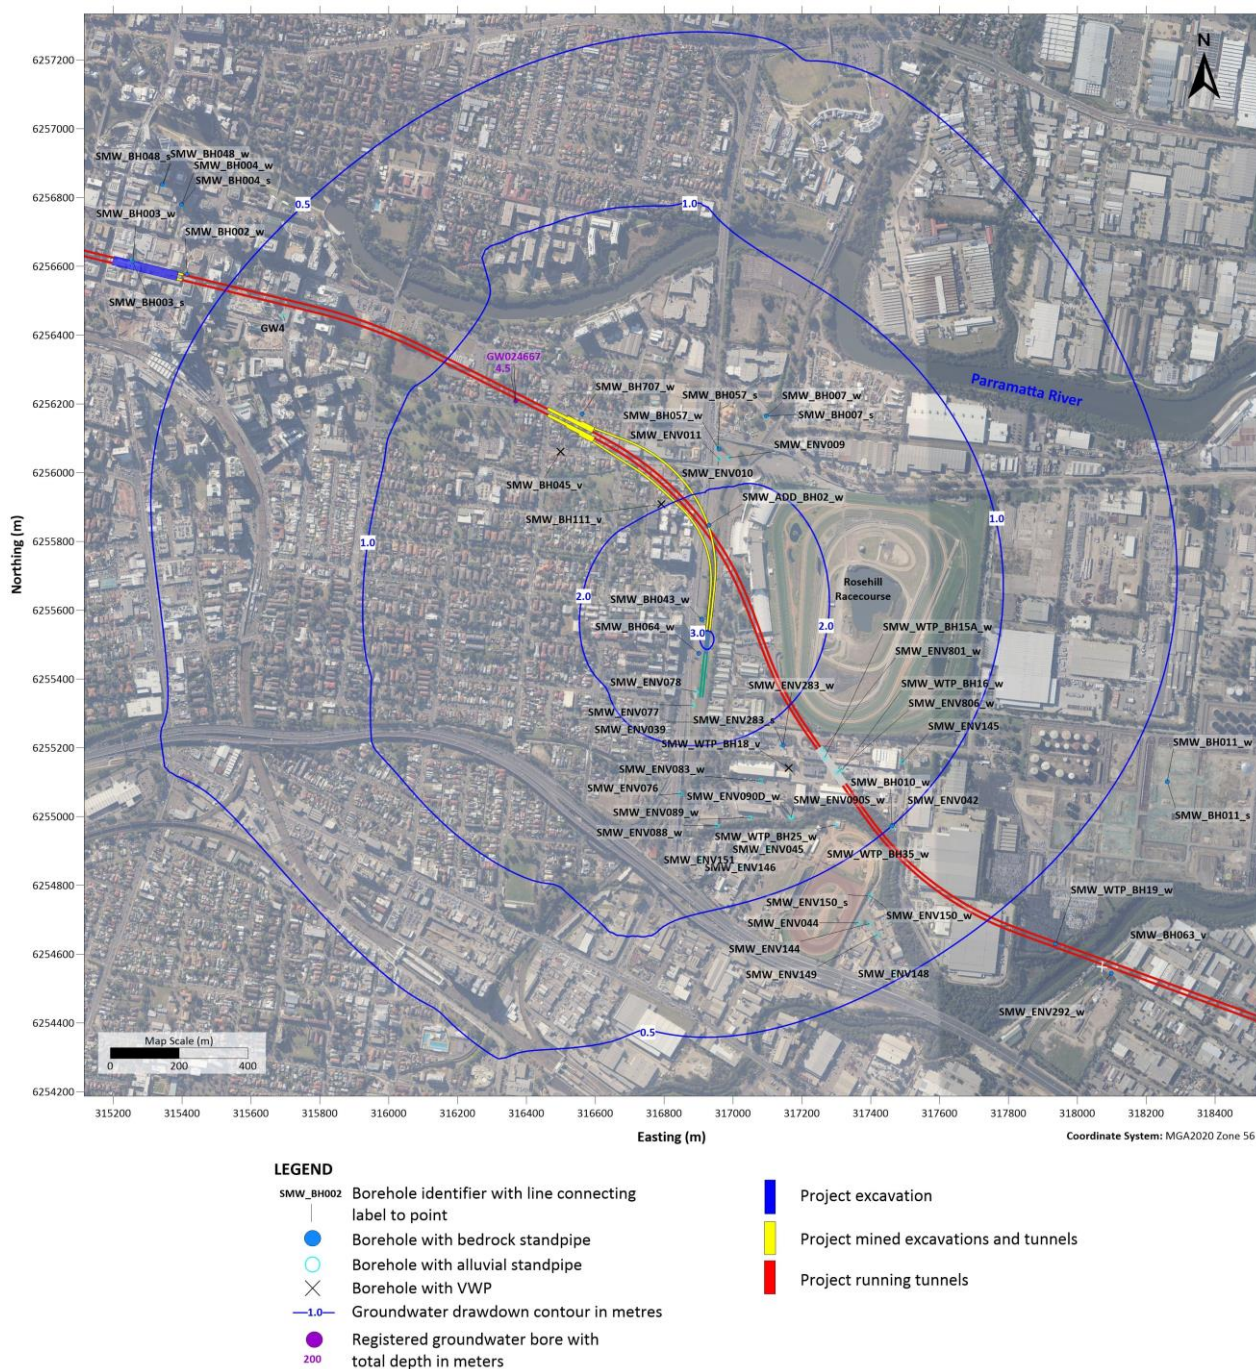 N
6257200
6257000
6256800
6256600
6256400
6256200
6256000
6255800
6255600
6255400
6255200
6255000
6254800
6254600
6254400
6254200
Northing (m)
SMW_BH048_s
SMW_BH048_w
SMW_BH004_w
SMW_BH004_s
SMW_BH003_w
SMW_BH002_w
SMW_BH003_s
GW4
0.5
1.0
GW024667
4.5
Parramatta River
SMW_BH707_w
SMW_BH057_s
SMW_BH007_w
SMW_BH057_w
SMW_BH007_s
SMW_ENV011
SMW_ENV009
SMW_ENV010
SMW_BH045_v
SMW_ADD_BH02_w
SMW_BH111_v
1.0
1.0
2.0
Rosehill
Racecourse
SMW_BH043_w
SMW_BH064_w
3.0
2.0
SMW_WTP_BH15A_w
SMW_ENV801_w
SMW_ENV078
SMW_ENV283_w
SMW_WTP_BH16_w
SMW_ENV806_w
SMW_ENV077
SMW_ENV283_s
SMW_ENV039
SMW_ENV145
SMW_WTP_BH18_v
SMW_BH011_w
SMW_ENV083_w
SMW_ENV076
SMW_BH010_w
SMW_ENV090D_w
SMW_ENV090S_w
SMW_ENV042
SMW_ENV089_w
SMW_BH011_s
SMW_ENV088_w
SMW_WTP_BH25_w
SMW_ENV045
SMW_WTP_BH35_w
SMW_ENV151
SMW_ENV146
SMW_WTP_BH19_w
SMW_ENV150_s
SMW_ENV150_w
SMW_ENV044
SMW_BH063_v
SMW_ENV144
SMW_ENV149
SMW_ENV148
SMW_ENV292_w
0.5
Map Scale (m)
0 200 400
315200 315400 315600 315800 316000 316200 316400 316600 316800 317000 317200 317400 317600 317800 318000 318200 318400
Easting (m)
Coordinate System: MGA2020 Zone 56
LEGEND
SMW_BH002 Borehole identifier with line connecting
label to point
Borehole with bedrock standpipe
Borehole with alluvial standpipe
Borehole with VWP
1.0 Groundwater drawdown contour in metres
Registered groundwater bore with
200 total depth in meters
Project excavation
Project mined excavations and tunnels
Project running tunnels